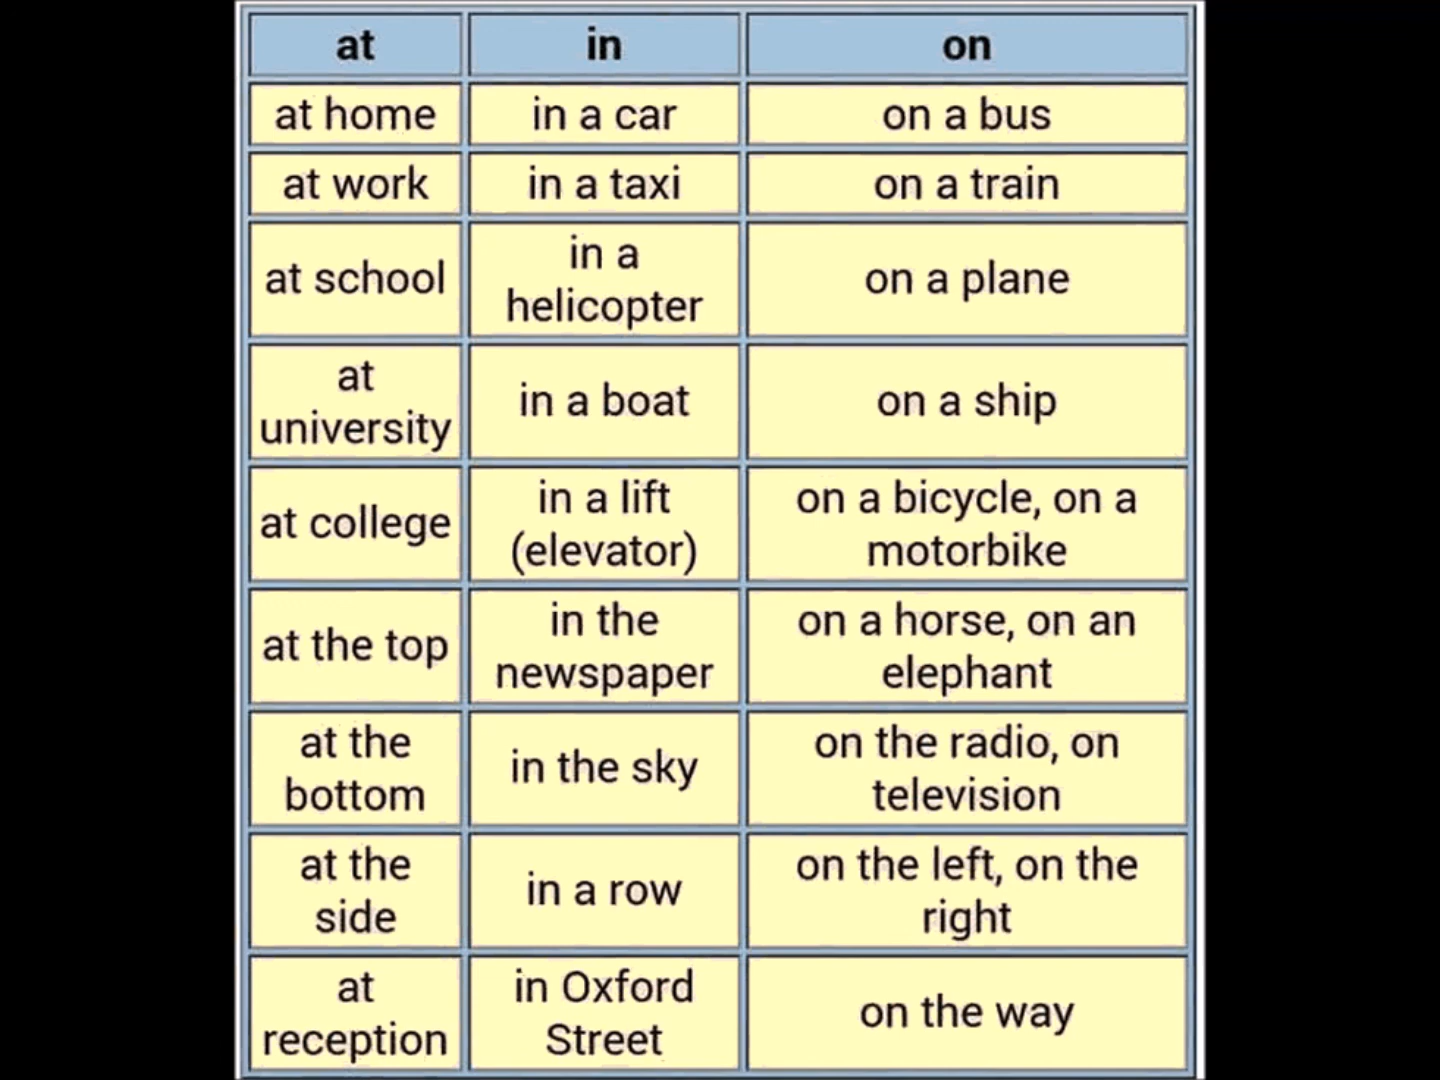 at in on
at home in a car on a bus
at work in a taxi on a train
at school in a helicopter on a plane
at university in a boat on a ship
at college in a lift (elevator) on a bicycle, on a motorbike
at the top in the newspaper on a horse, on an elephant
at the bottom in the sky on the radio, on television
at the side in a row on the left, on the right
at reception in Oxford Street on the way